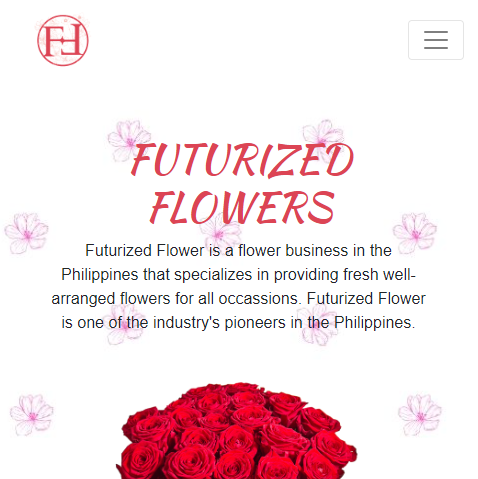 FUTURIZED
FLOWERS
Futurized Flower is a flower business in the
Philippines that specializes in providing fresh well-
arranged flowers for all occassions. Futurized Flower
is one of the industry's pioneers in the Philippines.